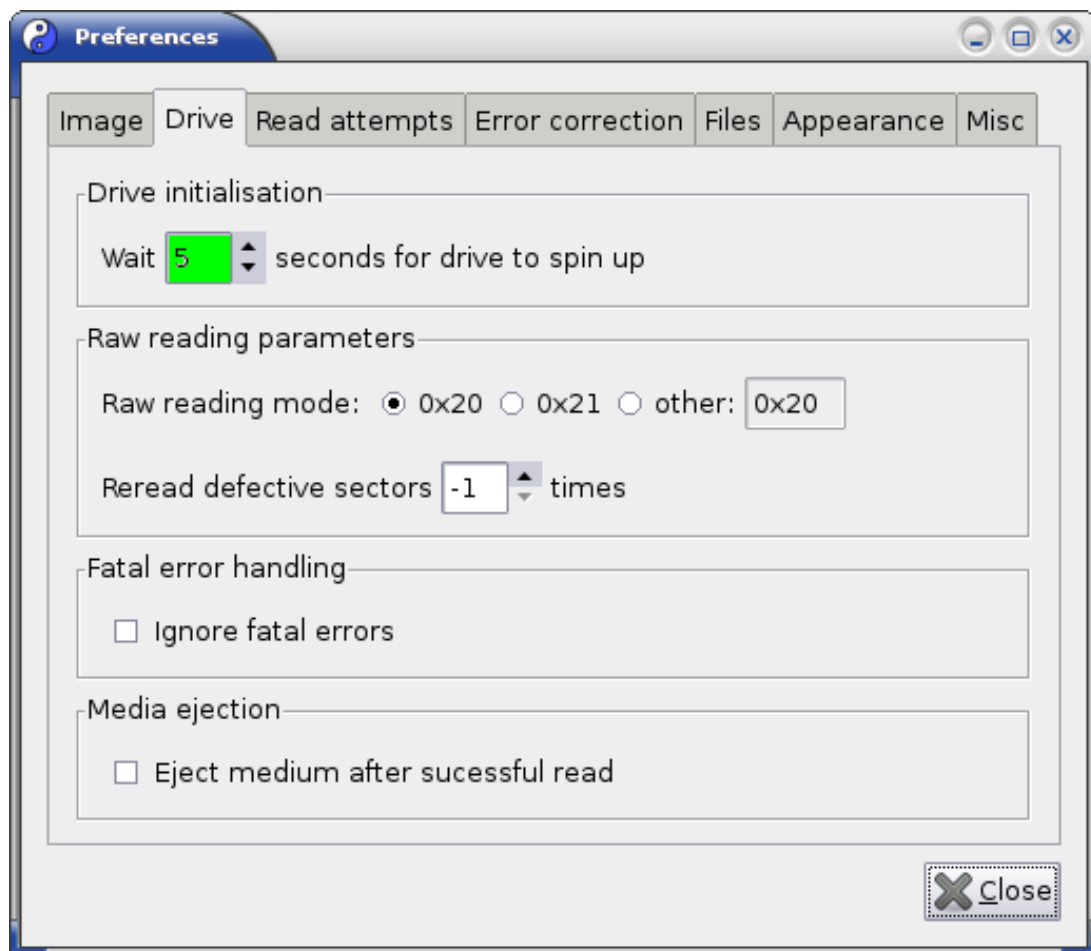 Preferences
Image Drive Read attempts Error correction Files Appearance Misc
Drive initialisation
Wait 5 seconds for drive to spin up
Raw reading parameters
Raw reading mode: 0x20 0x21 other: 0x20
Reread defective sectors -1 times
Fatal error handling
Ignore fatal errors
Media ejection
Eject medium after sucessful read
Close